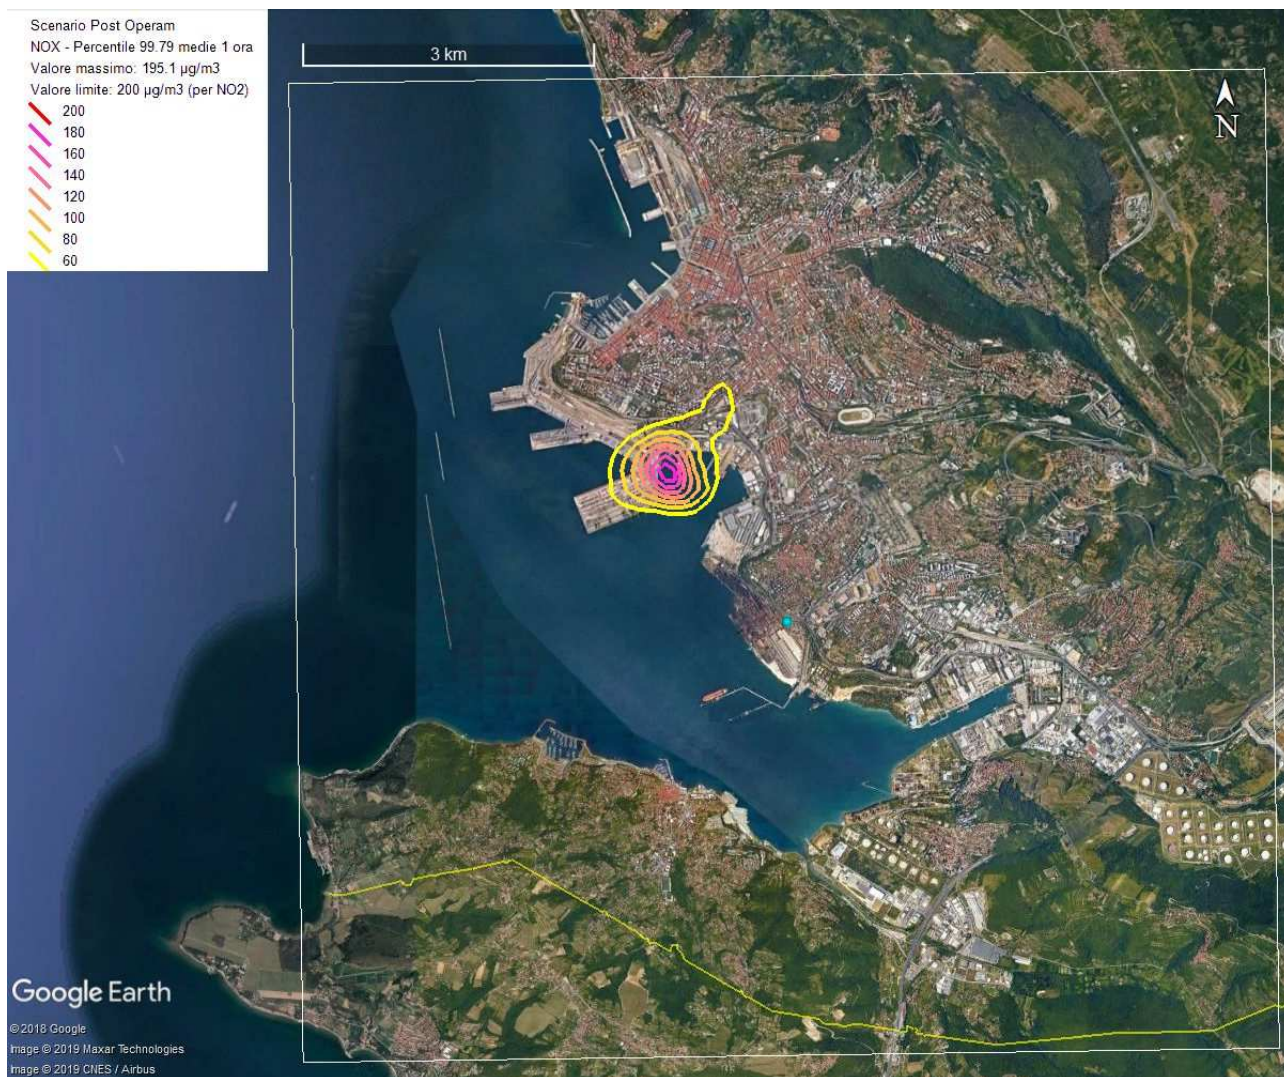 Scenario Post Operam
NOX - Percentile 99.79 medie 1 ora
Valore massimo: 195.1 µg/m3
Valore limite: 200 µg/m3 (per NO2)
200
180
160
140
120
100
80
60
3 km
N
Google Earth
© 2018 Google
Image © 2019 Maxar Technologies
Image © 2019 CNES / Airbus